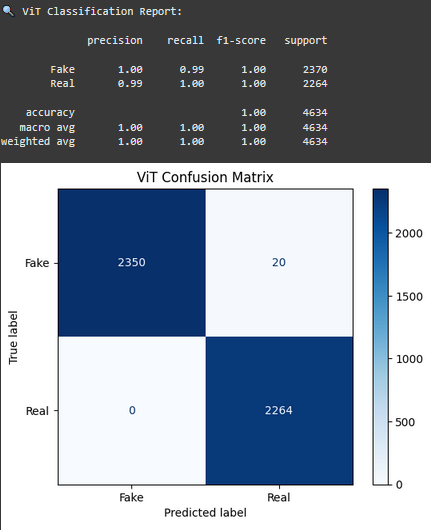 🔍 ViT Classification Report:
precision recall f1-score support
Fake 1.00 0.99 1.00 2370
Real 0.99 1.00 1.00 2264
accuracy 1.00 4634
macro avg 1.00 1.00 1.00 4634
weighted avg 1.00 1.00 1.00 4634
ViT Confusion Matrix
True label
Fake 2350 20
Real 0 2264
Fake Real
Predicted label
2000
1500
1000
500
0